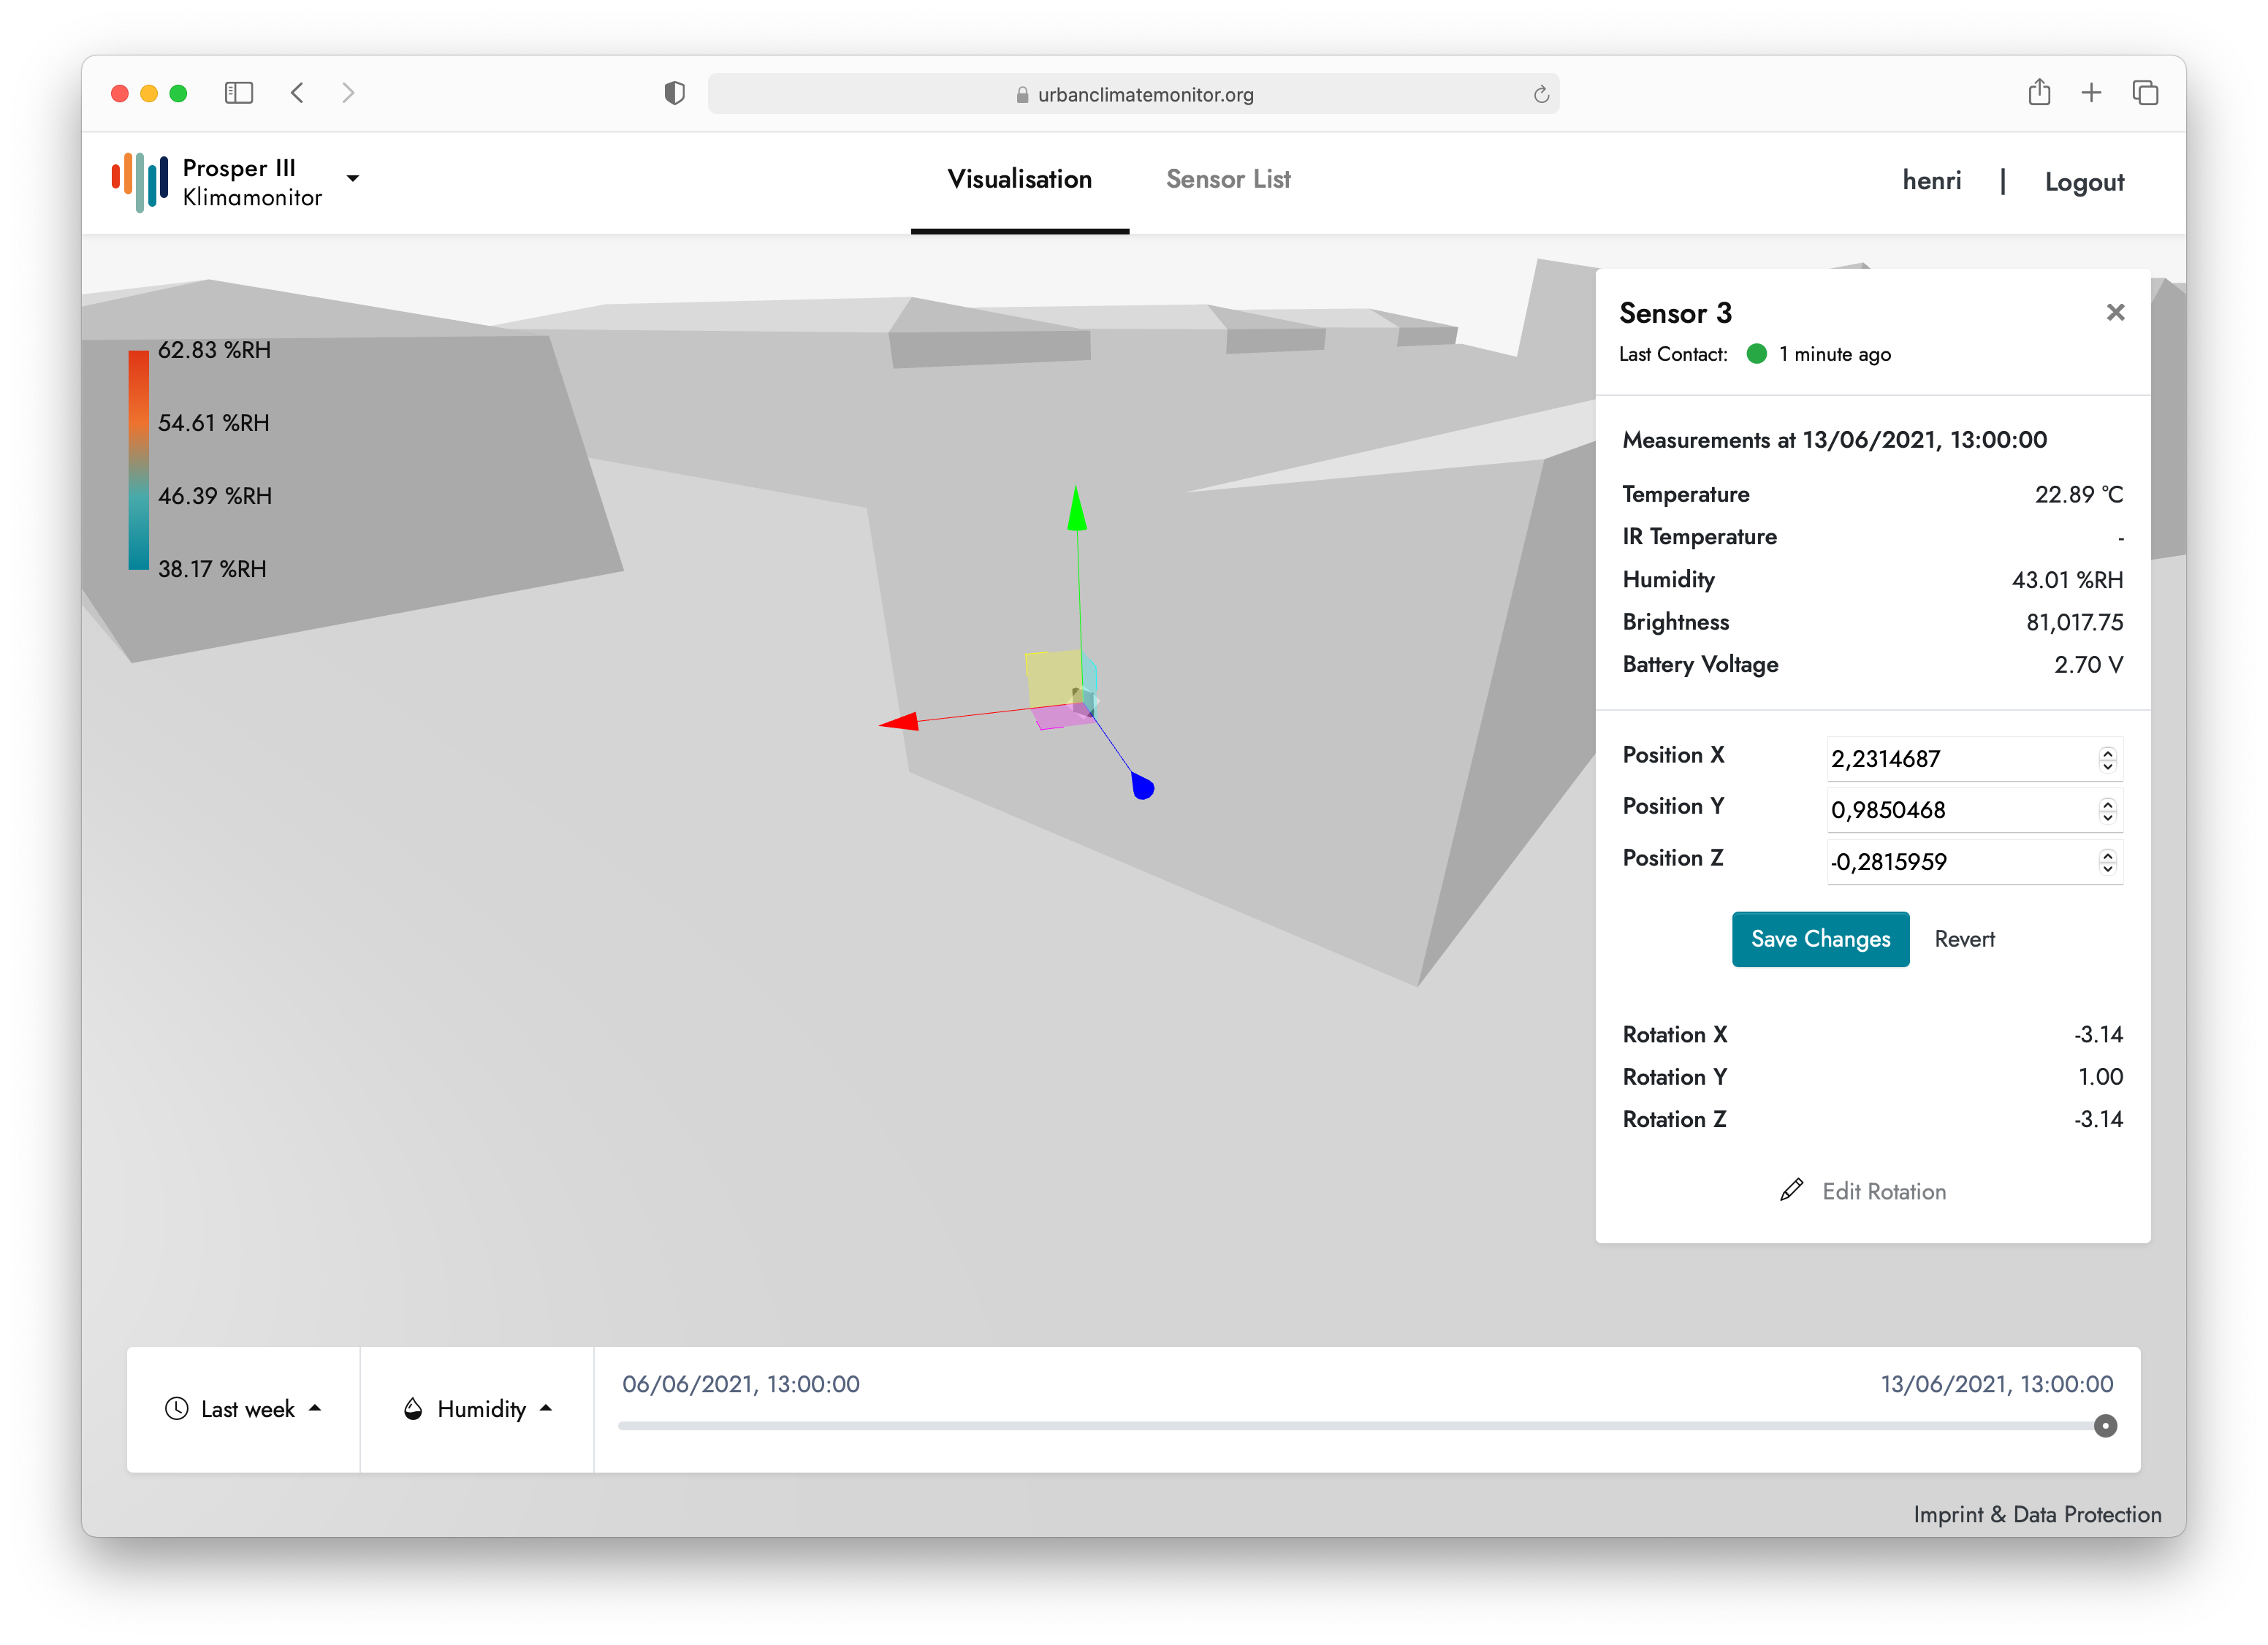 urbanclimatemonitor.org
Prosper III
Klimamonitor
Visualisation
Sensor List
henri | Logout
62.83 %RH
54.61 %RH
46.39 %RH
38.17 %RH
Sensor 3
Last Contact: 1 minute ago
Measurements at 13/06/2021, 13:00:00
Temperature 22.89 °C
IR Temperature -
Humidity 43.01 %RH
Brightness 81,017.75
Battery Voltage 2.70 V
Position X 2,2314687
Position Y 0,9850468
Position Z -0,2815959
Save Changes Revert
Rotation X -3.14
Rotation Y 1.00
Rotation Z -3.14
Edit Rotation
Last week
Humidity
06/06/2021, 13:00:00
13/06/2021, 13:00:00
Imprint & Data Protection